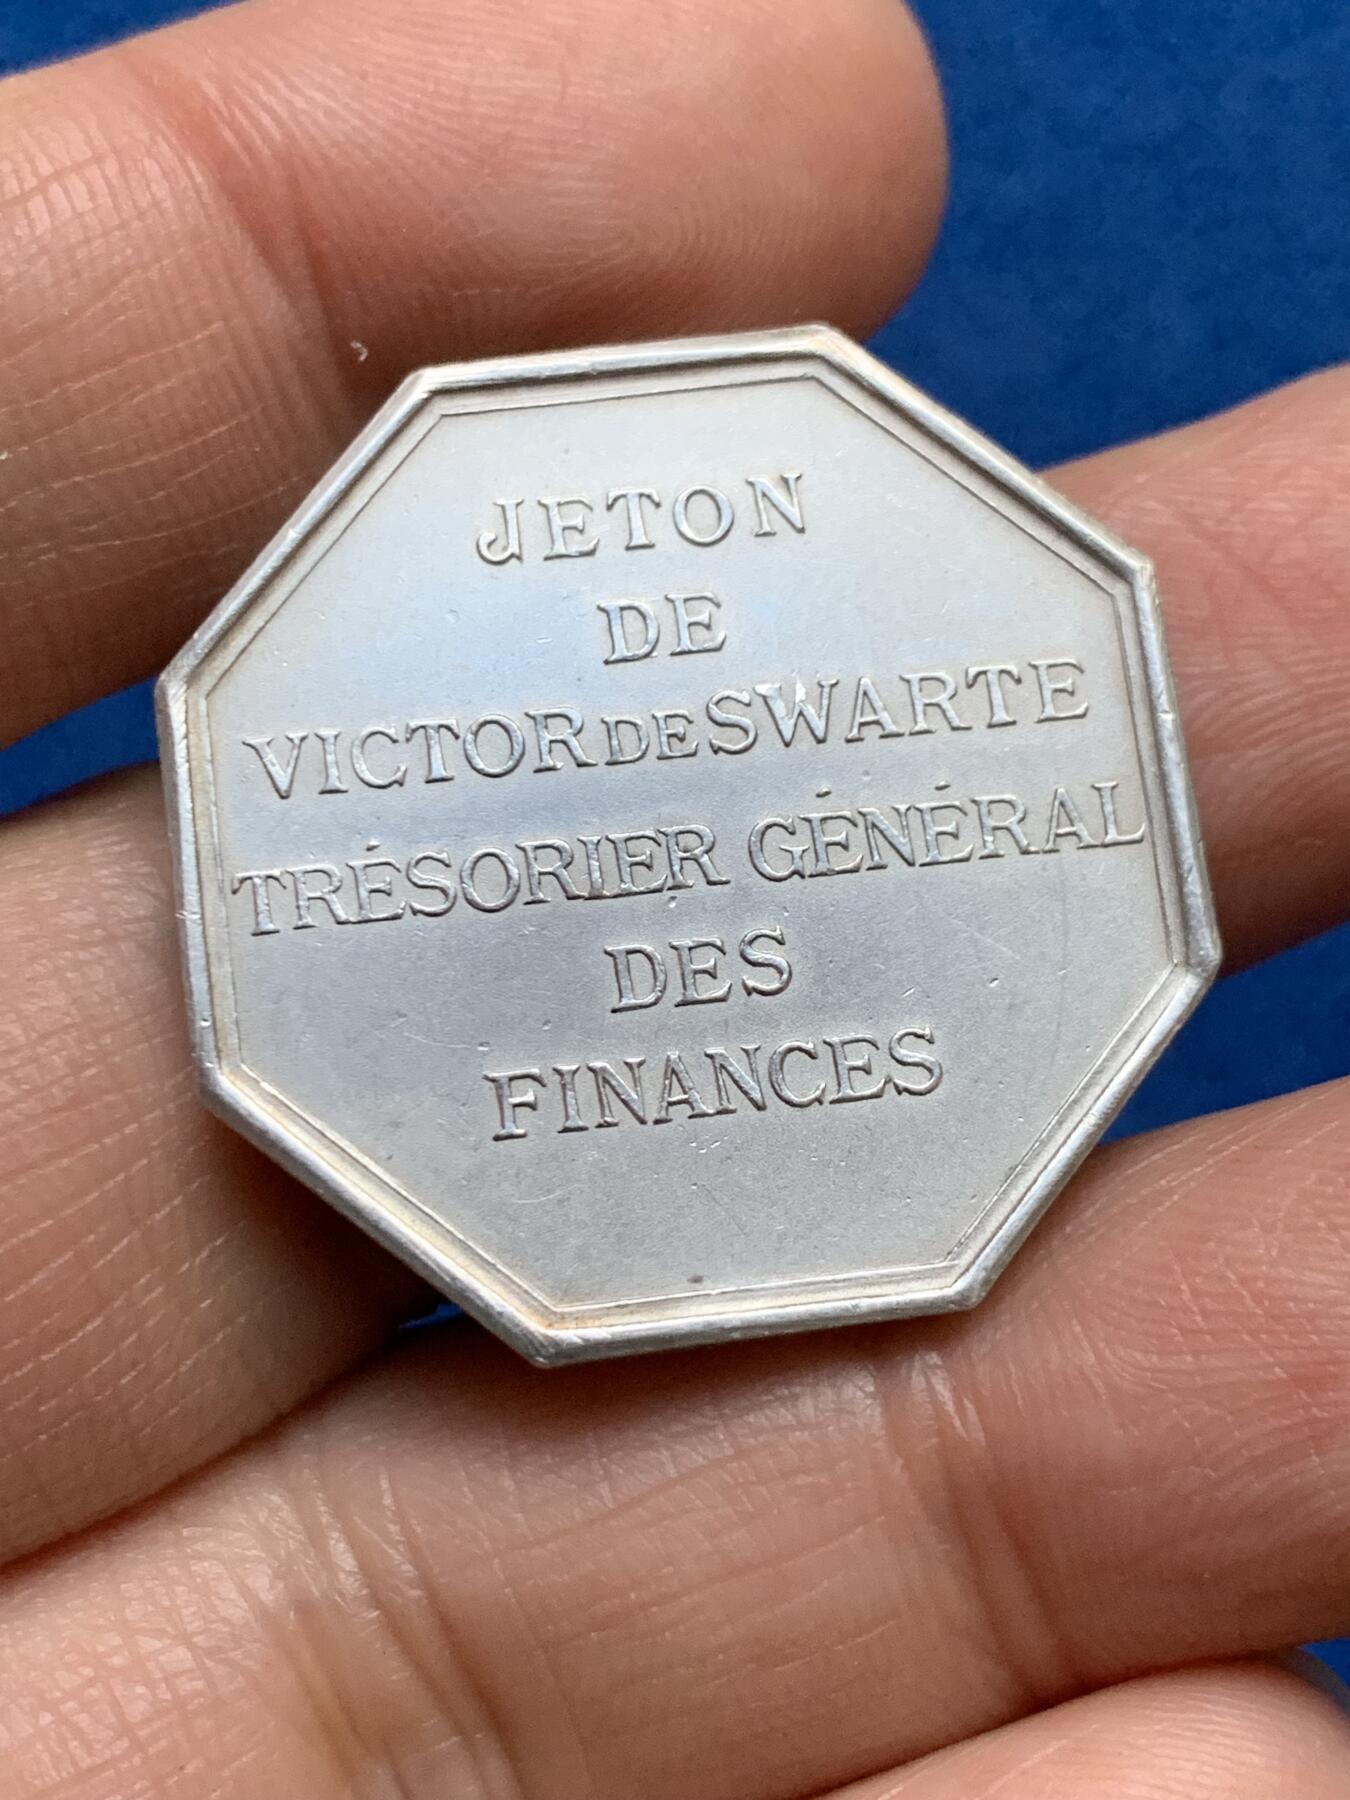 JETON
DE
VICTOR DE SWARTE
TRÉSORIER GÉNÉRAL
DES
FINANCES